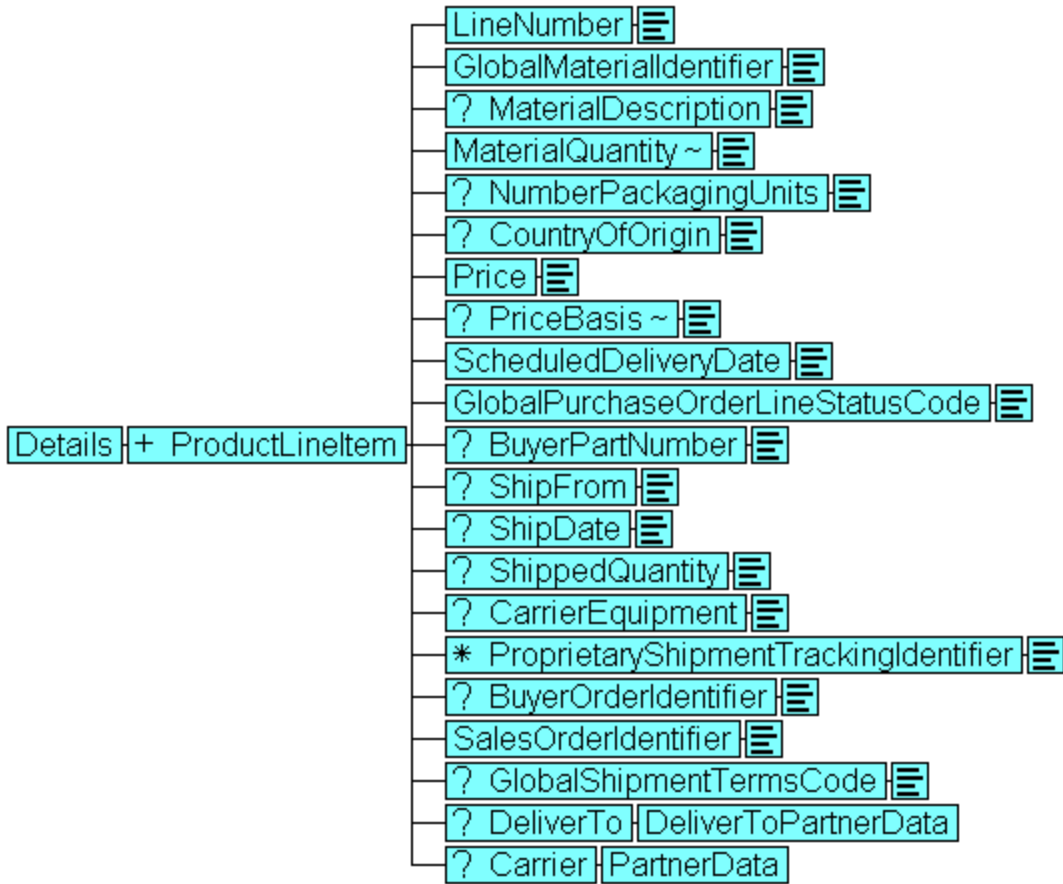 LineNumber
GlobalMaterialIdentifier
? MaterialDescription
MaterialQuantity ~
? NumberPackagingUnits
? CountryOfOrigin
Price
? PriceBasis ~
ScheduledDeliveryDate
GlobalPurchaseOrderLineStatusCode
Details + ProductLineItem ? BuyerPartNumber
? ShipFrom
? ShipDate
? ShippedQuantity
? CarrierEquipment
* ProprietaryShipmentTrackingIdentifier
? BuyerOrderIdentifier
SalesOrderIdentifier
? GlobalShipmentTermsCode
? DeliverTo DeliverToPartnerData
? Carrier PartnerData